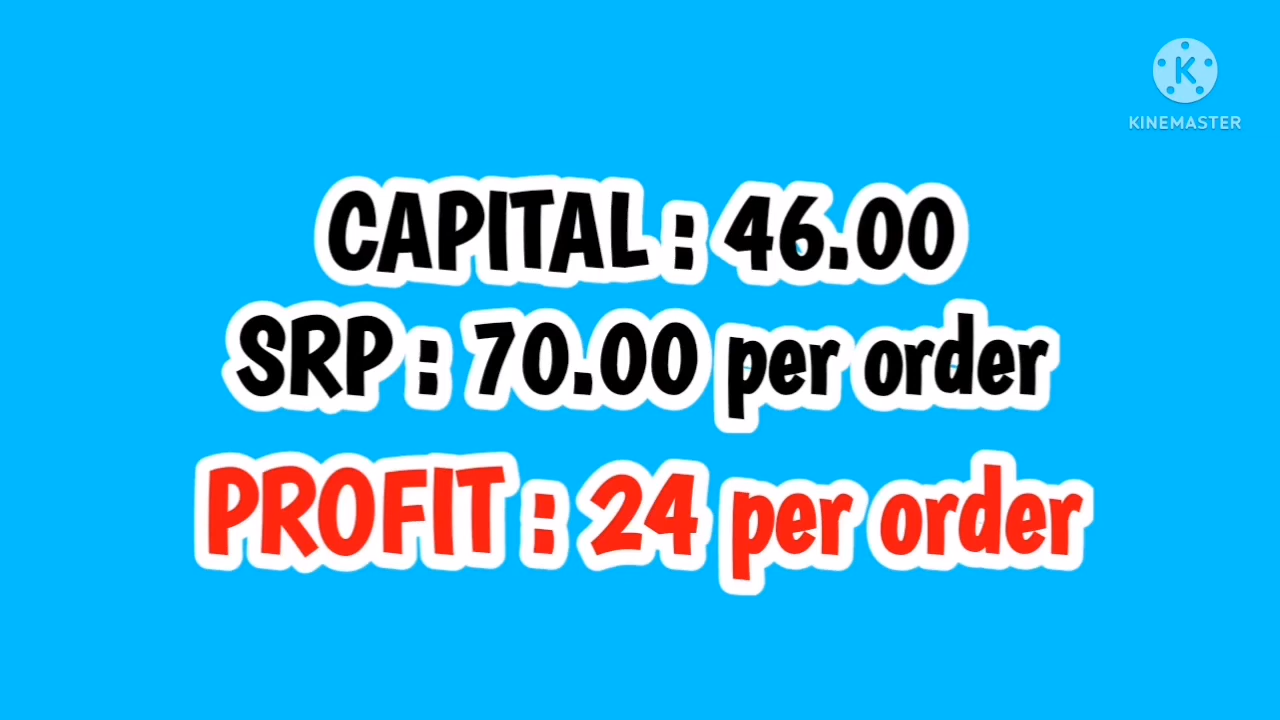 KINEMASTER
CAPITAL : 46.00
SRP : 70.00 per order
PROFIT : 24 per order